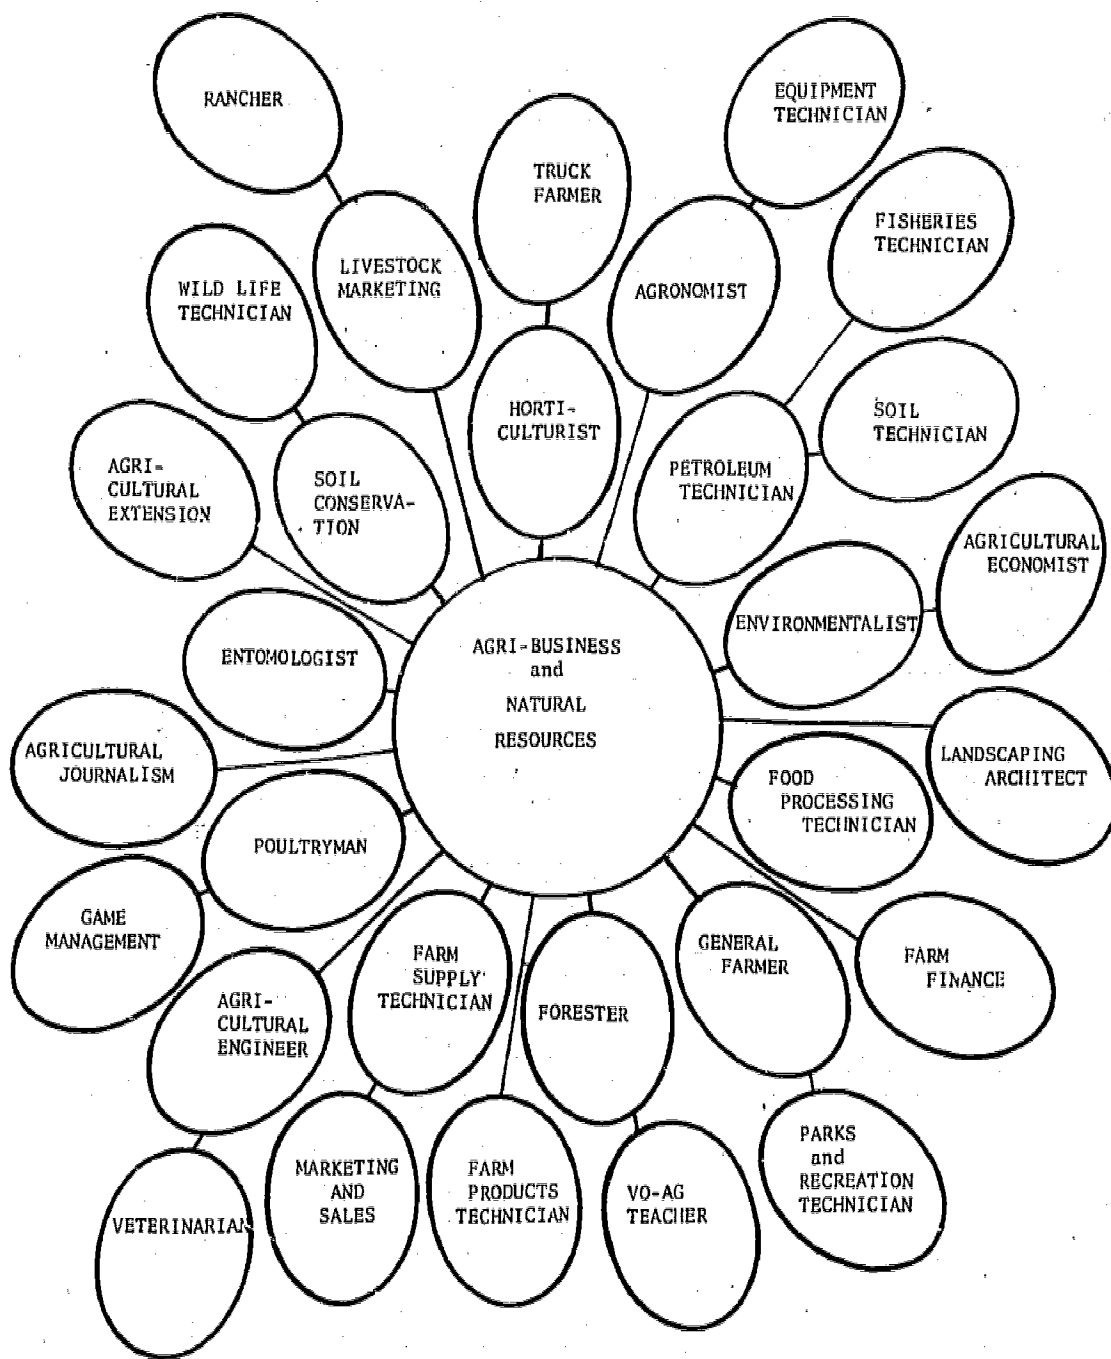 RANCHER
EQUIPMENT
TECHNICIAN
TRUCK
FARMER
FISHERIES
TECHNICIAN
LIVESTOCK
MARKETING
WILD LIFE
TECHNICIAN
AGRONOMIST
HORTI-
CULTURIST
SOIL
TECHNICIAN
AGRI-
CULTURAL
EXTENSION
SOIL
CONSERVA-
TION
PETROLEUM
TECHNICIAN
AGRICULTURAL
ECONOMIST
ENVIRONMENTALIST
ENTOMOLOGIST
AGRI-BUSINESS
and
NATURAL
RESOURCES
AGRICULTURAL
JOURNALISM
LANDSCAPING
ARCHITECT
FOOD
PROCESSING
TECHNICIAN
POULTRYMAN
GAME
MANAGEMENT
FARM
SUPPLY
TECHNICIAN
GENERAL
FARMER
FARM
FINANCE
AGRI-
CULTURAL
ENGINEER
FORESTER
MARKETING
AND
SALES
FARM
PRODUCTS
TECHNICIAN
VO-AG
TEACHER
PARKS
and
RECREATION
TECHNICIAN
VETERINARIAN